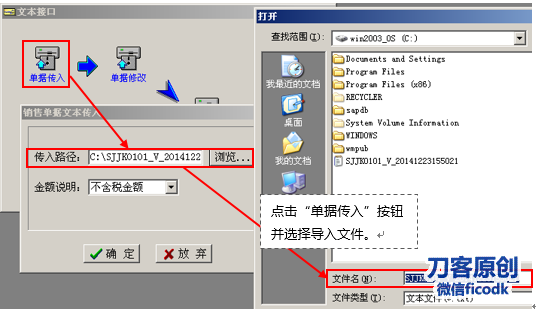 文本接口
单据传入
单据修改
销售单据文本传入
传入路径：
C:\SJJK0101_V_2014122
浏览...
金额说明：
不含税金额
确 定
放 弃
打开
查找范围(I)：
win2003_OS (C:)
我最近的文档
桌面
我的文档
Documents and Settings
Program Files
Program Files (x86)
RECYCLER
sapdb
System Volume Information
WINDOWS
wmpub
SJJK0101_V_20141223155021
点击“单据传入”按钮
并选择导入文件。
文件名(N)：
文件类型(T)：
文本文件
刀客原创
微信ficodk